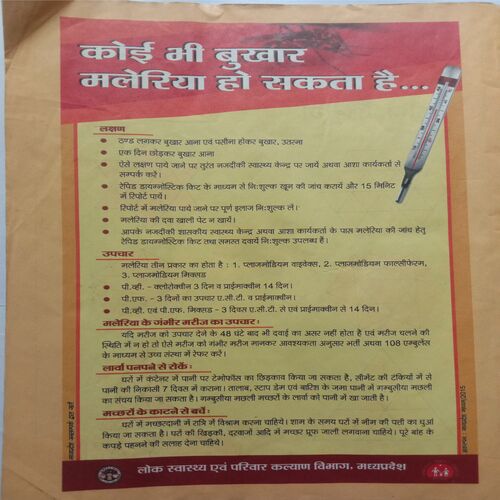 कोई भी बुखार
मलेरिया हो सकता है...
लक्षण
ठण्ड लगकर बुखार आना एवं पसीना होकर बुखार, उतरना
एक दिन छोड़कर बुखार आना
ऐसे लक्षण पाये जाने पर तुरंत नजदीकी स्वास्थ्य केन्द्र पर जायें अथवा आशा कार्यकर्ता से
सम्पर्क करें।
रेपिड डायग्नोस्टिक किट के माध्यम से निःशुल्क खून की जांच करायें और 15 मिनिट
में रिपोर्ट पायें।
रिपोर्ट में मलेरिया पाये जाने पर पूर्ण इलाज निःशुल्क लें।
मलेरिया की दवा खाली पेट न खायें।
आपके नजदीकी शासकीय स्वास्थ्य केन्द्र अथवा आशा कार्यकर्ता के पास मलेरिया की जांच हेतु
रेपिड डायग्नोस्टिक किट तथा समस्त दवायें निःशुल्क उपलब्ध है।
उपचार
मलेरिया तीन प्रकार का होता है : 1. प्लाजमोडियम वाइवेक्स, 2. प्लाजमोडियम फाल्सीफेरम,
3. प्लाजमोडियम मिक्सड
पी.व्ही. - क्लोरोक्वीन 3 दिन व प्राईमाक्वीन 14 दिन।
पी.एफ. - 3 दिनों का उपचार ए.सी.टी. व प्राईमाक्वीन।
पी.व्ही. एवं पी.एफ. मिक्सड - 3 दिवस ए.सी.टी. से एवं प्राईमाक्वीन से 14 दिन।
मलेरिया के गंभीर मरीज का उपचार :
यदि मरीज को उपचार देने के 48 घंटे बाद भी दवाई का असर नहीं होता है एवं मरीज चलने की
स्थिति में न हो तो ऐसे मरीज को गंभीर मरीज मानकर आवश्यकता अनुसार भर्ती अथवा 108 एम्बुलेंस
के माध्यम से उच्च संस्था में रेफर करें।
लार्वा पनपने से रोकें:
घरों में कंटेनर में पानी पर टेमोफॉस का छिड़काव किया जा सकता है, सीमेंट की टंकियों में से
पानी की निकासी 7 दिवस में कराना। तालाब, स्टाप डेम एवं बारिश के जमा पानी में गम्बुसीया मछली
का संचय किया जा सकता है। गम्बुसीया मछली मच्छरों के लार्वा को पानी में खा जाती है।
मच्छरों के काटने से बचें:
घरों में मच्छरदानी में रात्रि में विश्राम करना चाहिये। शाम के समय घरों में नीम की पत्ती का धुआं
किया जा सकता है। घरों की खिड़की, दरवाजों आदि में मच्छर प्रूफ जाली लगवाना चाहिये। पूरे बांह के
कपड़े पहनने की सलाह देना चाहिये।
लोक स्वास्थ्य एवं परिवार कल्याण विभाग, मध्यप्रदेश